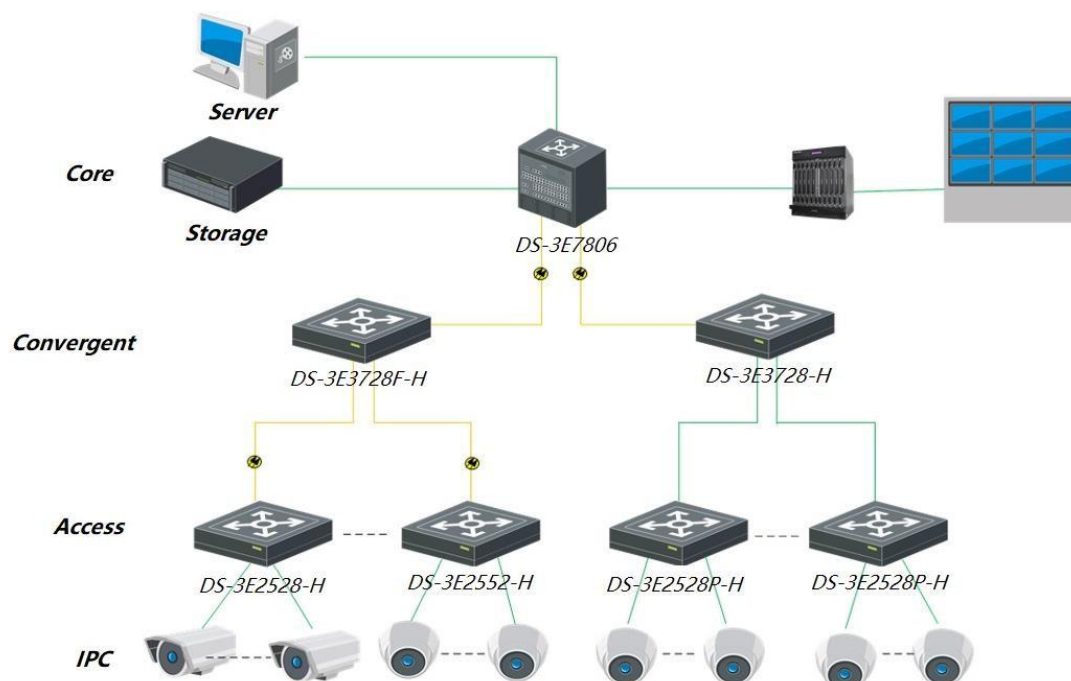 Server
Core
Storage
DS-3E7806
Convergent
DS-3E3728F-H
DS-3E3728-H
Access
DS-3E2528-H
DS-3E2552-H
DS-3E2528P-H
DS-3E2528P-H
IPC